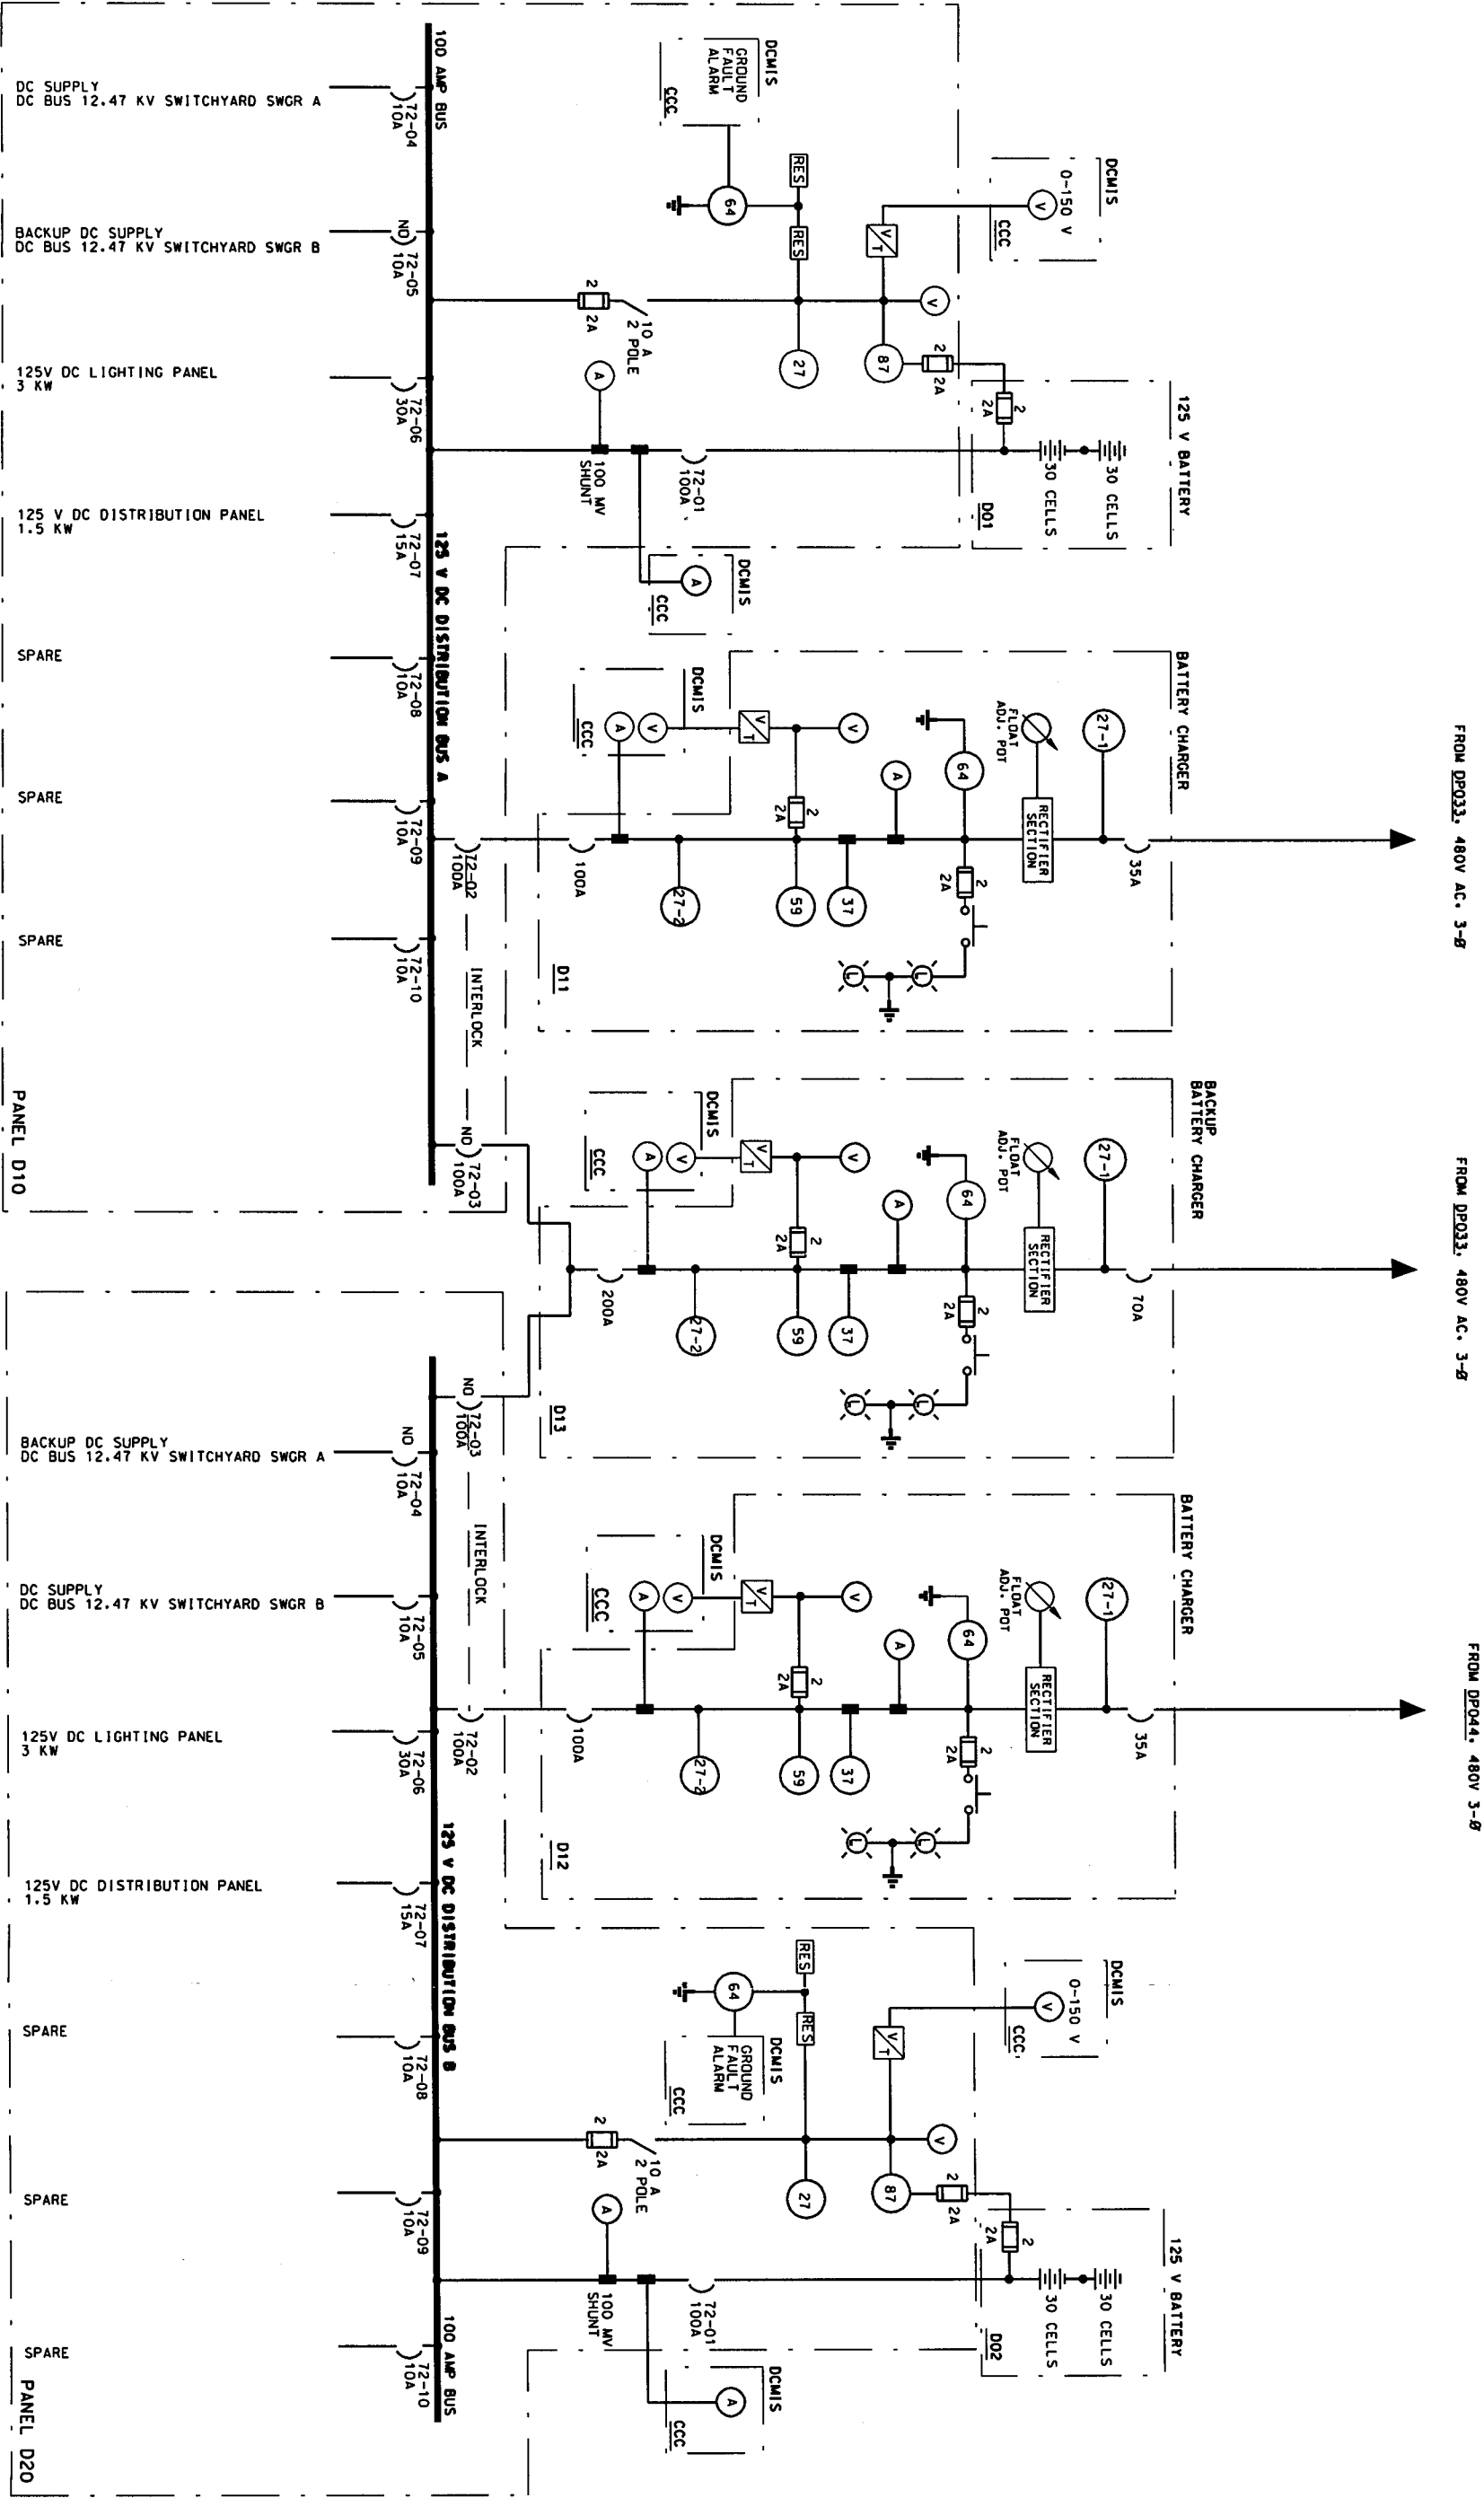 FROM DP033, 480V AC, 3-Ø
FROM DP033, 480V AC, 3-Ø
FROM DP044, 480V 3-Ø
DCMIS
GROUND
FAULT
ALARM
CCC
64
RES
RES
DCMIS
0-150 V
V
CCC
V/T
V
87
27
2
2A
2
2A
10 A
2 POLE
2
2A
A
100 MV
SHUNT
72-01
100A
125 V BATTERY
30 CELLS
30 CELLS
D01
DCMIS
A
CCC
100 AMP BUS
125 V DC DISTRIBUTION BUS A
DC SUPPLY
DC BUS 12.47 KV SWITCHYARD SWGR A
72-04
10A
BACKUP DC SUPPLY
DC BUS 12.47 KV SWITCHYARD SWGR B
NO
72-05
10A
125V DC LIGHTING PANEL
3 KW
72-06
30A
125 V DC DISTRIBUTION PANEL
1.5 KW
72-07
15A
SPARE
72-08
10A
SPARE
72-09
10A
SPARE
72-10
10A
72-02
100A
INTERLOCK
NO
72-03
100A
PANEL D10
BATTERY CHARGER
27-1
35A
FLOAT
ADJ. POT
RECTIFIER
SECTION
64
2
2A
L
L
A
37
V
V/T
2
2A
59
27-2
DCMIS
V
A
CCC
100A
D11
BACKUP
BATTERY CHARGER
27-1
70A
FLOAT
ADJ. POT
RECTIFIER
SECTION
64
2
2A
L
L
A
37
V
V/T
2
2A
59
27-2
DCMIS
V
A
CCC
200A
D13
BATTERY CHARGER
27-1
35A
FLOAT
ADJ. POT
RECTIFIER
SECTION
64
2
2A
L
L
A
37
V
V/T
2
2A
59
27-2
DCMIS
V
A
CCC
100A
D12
NO
72-03
100A
INTERLOCK
72-02
100A
125 V DC DISTRIBUTION BUS B
100 AMP BUS
BACKUP DC SUPPLY
DC BUS 12.47 KV SWITCHYARD SWGR A
NO
72-04
10A
DC SUPPLY
DC BUS 12.47 KV SWITCHYARD SWGR B
72-05
10A
125V DC LIGHTING PANEL
3 KW
72-06
30A
125V DC DISTRIBUTION PANEL
1.5 KW
72-07
15A
SPARE
72-08
10A
SPARE
72-09
10A
SPARE
72-10
10A
RES
RES
64
DCMIS
GROUND
FAULT
ALARM
CCC
DCMIS
0-150 V
V
CCC
V/T
V
87
27
2
2A
2
2A
10 A
2 POLE
2
2A
A
100 MV
SHUNT
72-01
100A
125 V BATTERY
30 CELLS
30 CELLS
D02
DCMIS
A
CCC
PANEL D20